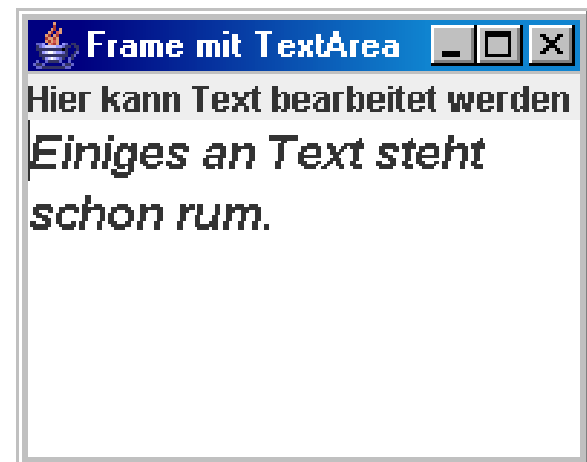 Frame mit TextArea
Hier kann Text bearbeitet werden
Einiges an Text steht
schon rum.